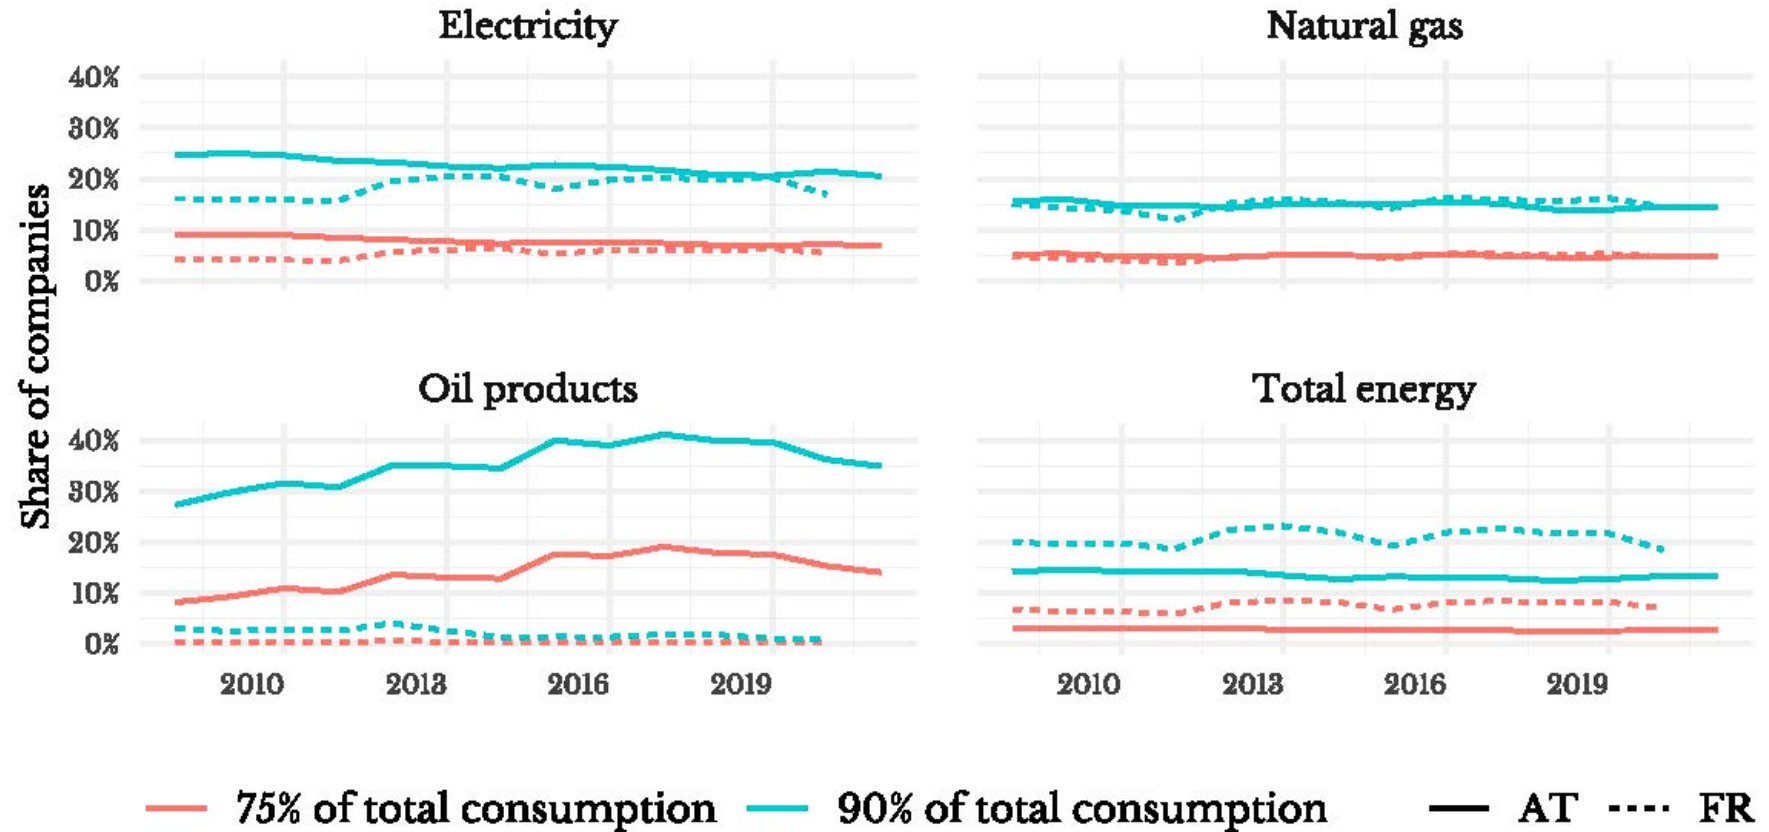 Electricity
Natural gas
40%
30%
20%
10%
0%
Share of companies
Oil products
Total energy
40%
30%
20%
10%
0%
2010 2013 2016 2019
2010 2013 2016 2019
75% of total consumption 90% of total consumption AT FR